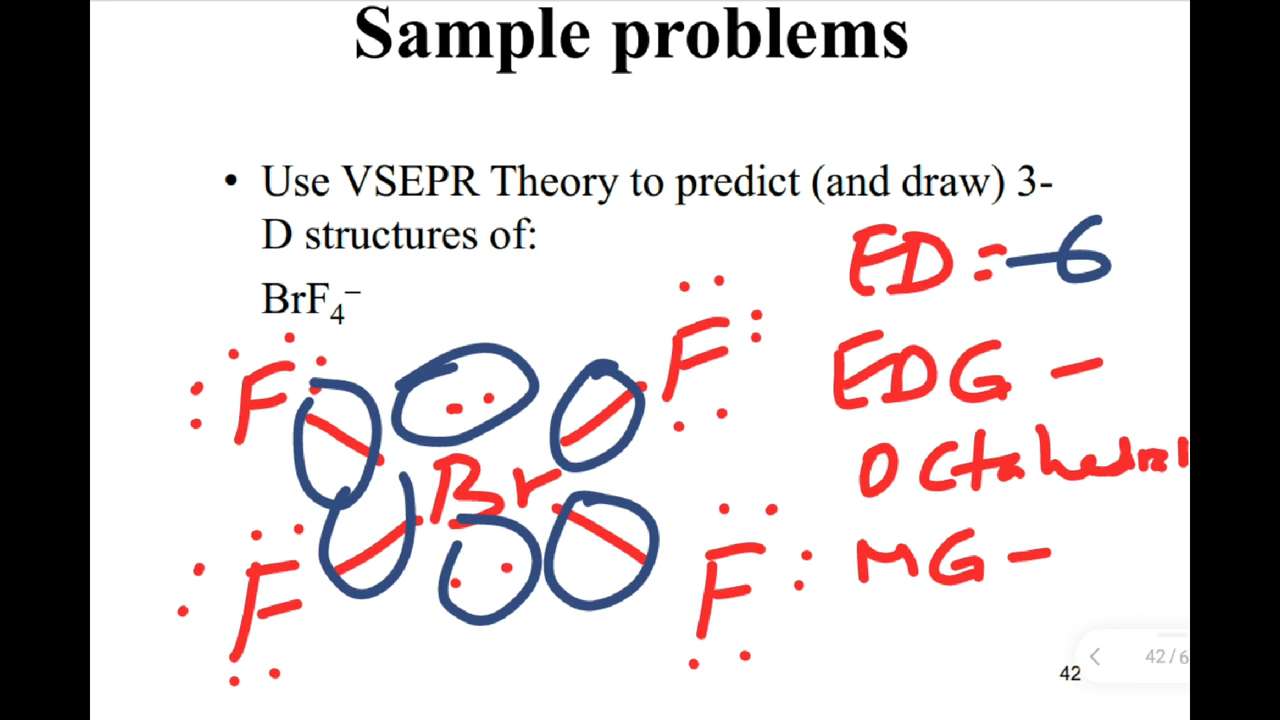 Sample problems
• Use VSEPR Theory to predict (and draw) 3-
D structures of:
BrF₄⁻
ED = 6
EDG –
Octahedral
MG –
F F
Br
F F
42
42 / 6